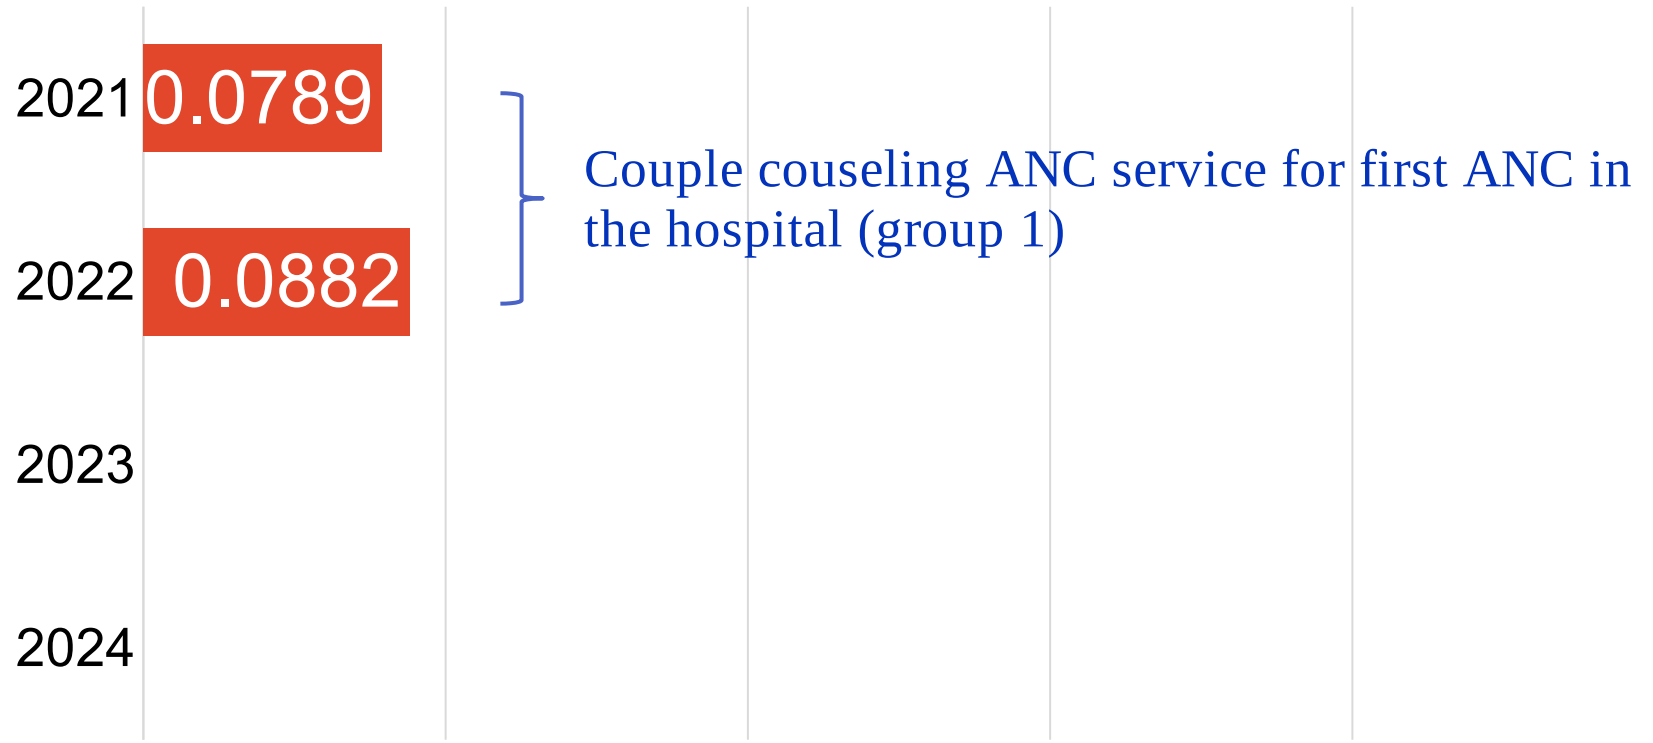 2021 0.0789
Couple couseling ANC service for first ANC in
the hospital (group 1)
2022 0.0882
2023
2024